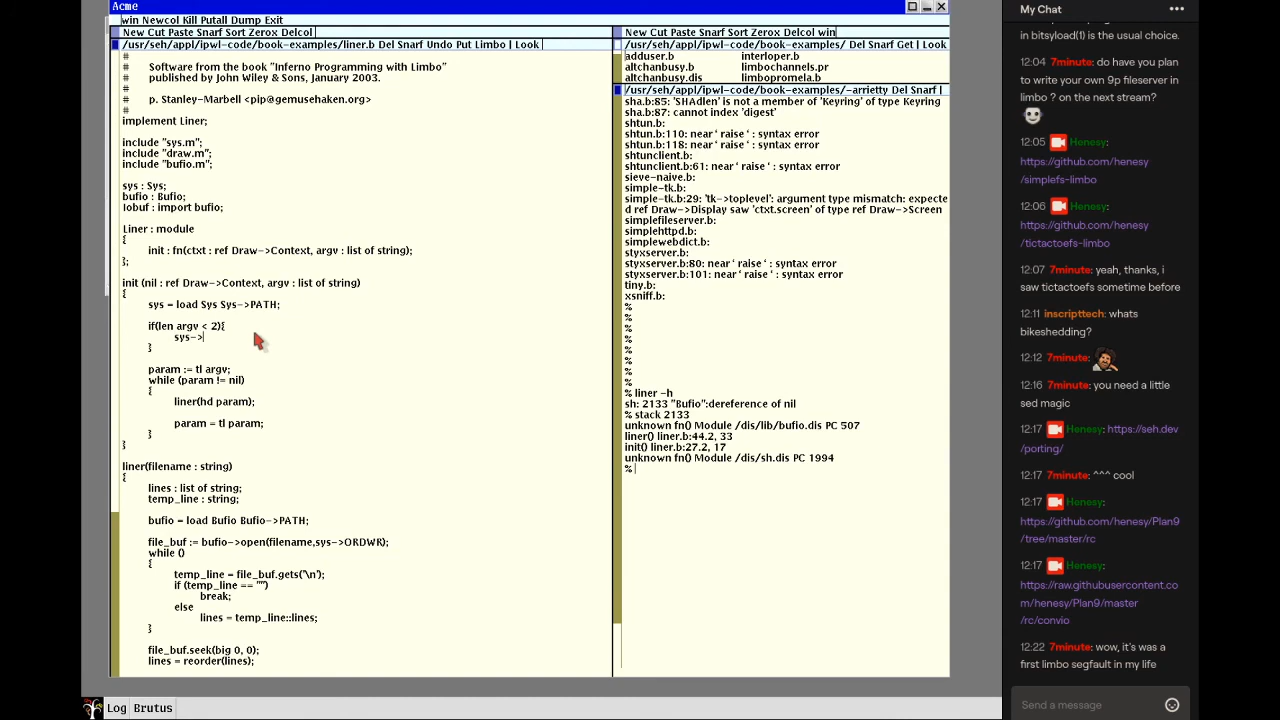 Acme
win Newcol Kill Putall Dump Exit
New Cut Paste Snarf Sort Zerox Delcol
/usr/seh/appl/ipwl-code/book-examples/liner.b Del Snarf Undo Put Limbo | Look
#
# Software from the book "Inferno Programming with Limbo"
# published by John Wiley & Sons, January 2003.
#
# p. Stanley-Marbell <pip@gemusehaken.org>
#
implement Liner;
include "sys.m";
include "draw.m";
include "bufio.m";
sys : Sys;
bufio : Bufio;
Iobuf : import bufio;
Liner : module
{
init : fn(ctxt : ref Draw->Context, argv : list of string);
};
init (nil : ref Draw->Context, argv : list of string)
{
sys = load Sys Sys->PATH;
if(len argv < 2){
sys->
}
param := tl argv;
while (param != nil)
{
liner(hd param);
param = tl param;
}
}
liner(filename : string)
{
lines : list of string;
temp_line : string;
bufio = load Bufio Bufio->PATH;
file_buf := bufio->open(filename,sys->ORDWR);
while ()
{
temp_line = file_buf.gets('\n');
if (temp_line == "")
break;
else
lines = temp_line::lines;
}
file_buf.seek(big 0, 0);
lines = reorder(lines);
New Cut Paste Snarf Sort Zerox Delcol win
/usr/seh/appl/ipwl-code/book-examples/ Del Snarf Get | Look
adduser.b interloper.b
altchanbusy.b limbochannels.pr
altchanbusy.dis limbopromela.b
/usr/seh/appl/ipwl-code/book-examples/-arrietty Del Snarf |
sha.b:85: 'SHAdlen' is not a member of 'Keyring' of type Keyring
sha.b:87: cannot index 'digest'
shtun.b:
shtun.b:110: near ` raise ` : syntax error
shtun.b:118: near ` raise ` : syntax error
shtunclient.b:
shtunclient.b:61: near ` raise ` : syntax error
sieve-naive.b:
simple-tk.b:
simple-tk.b:29: 'tk->toplevel': argument type mismatch: expecte
d ref Draw->Display saw 'ctxt.screen' of type ref Draw->Screen
simplefileserver.b:
simplehttpd.b:
simplewebdict.b:
styxserver.b:
styxserver.b:80: near ` raise ` : syntax error
styxserver.b:101: near ` raise ` : syntax error
tiny.b:
xsniff.b:
%
%
%
%
%
%
%
%
% liner -h
sh: 2133 "Bufio":dereference of nil
% stack 2133
unknown fn() Module /dis/lib/bufio.dis PC 507
liner() liner.b:44.2, 33
init() liner.b:27.2, 17
unknown fn() Module /dis/sh.dis PC 1994
%
Log Brutus
My Chat
in bitsyload(1) is the usual choice.
12:04 7minute: do have you plan
to write your own 9p fileserver in
limbo ? on the next stream?
12:05 Henesy:
https://github.com/henesy
/simplefs-limbo
12:06 Henesy:
https://github.com/henesy
/tictactoefs-limbo
12:07 7minute: yeah, thanks, i
saw tictactoefs sometime before
12:11 inscripttech: whats
bikeshedding?
12:12 7minute:
12:16 7minute: you need a little
sed magic
12:17 Henesy: https://seh.dev
/porting/
12:17 7minute: ^^^ cool
12:17 Henesy:
https://github.com/henesy/Plan9
/tree/master/rc
12:17 Henesy:
https://raw.githubusercontent.co
m/henesy/Plan9/master
/rc/convio
12:22 7minute: wow, it's was a
first limbo segfault in my life
Send a message